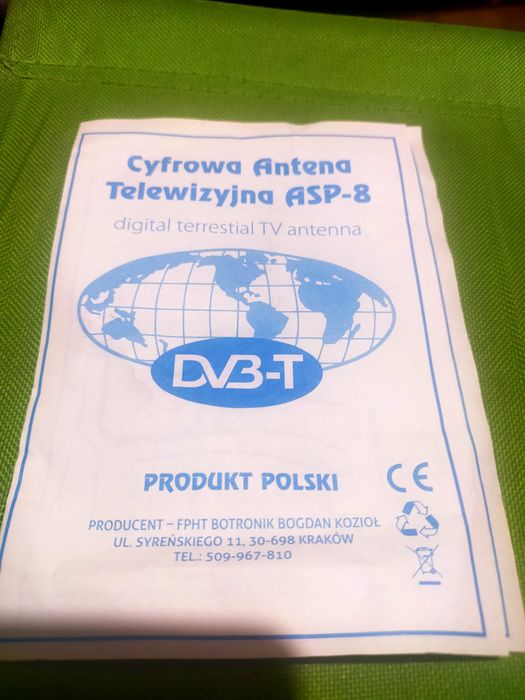 Cyfrowa Antena
Telewizyjna ASP-8
digital terrestial TV antenna
DVB-T
PRODUKT POLSKI
CE
PRODUCENT – FPHT BOTRONIK BOGDAN KOZIOŁ
UL. SYREŃSKIEGO 11, 30-698 KRAKÓW
TEL.: 509-967-810